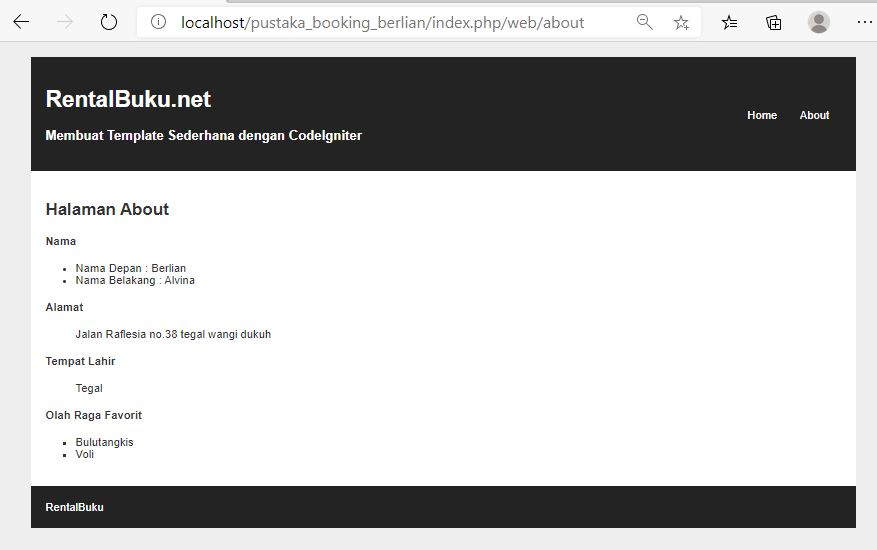 localhost/pustaka_booking_berlian/index.php/web/about
RentalBuku.net
Membuat Template Sederhana dengan CodeIgniter
Home About
Halaman About
Nama
• Nama Depan : Berlian
• Nama Belakang : Alvina
Alamat
Jalan Raflesia no.38 tegal wangi dukuh
Tempat Lahir
Tegal
Olah Raga Favorit
• Bulutangkis
• Voli
RentalBuku